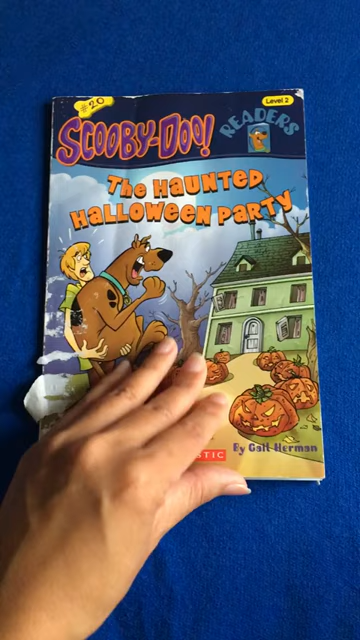 #20
Level 2
SCOOBY-DOO! READERS
The HAUNTED
HALLOWEEN PARTY
By Gail Herman
STIC